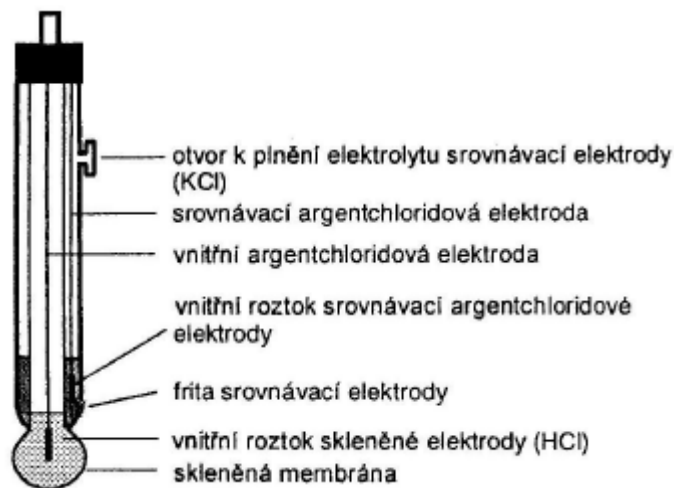 otvor k plnění elektrolytu srovnávací elektrody
(KCl)
srovnávací argentchloridová elektroda
vnitřní argentchloridová elektroda
vnitřní roztok srovnávací argentchloridové
elektrody
frita srovnávací elektrody
vnitřní roztok skleněné elektrody (HCl)
skleněná membrána